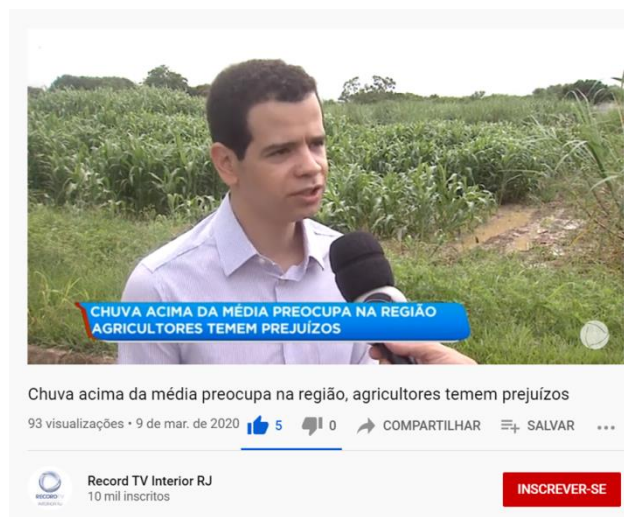 CHUVA ACIMA DA MÉDIA PREOCUPA NA REGIÃO
AGRICULTORES TEMEM PREJUÍZOS
Chuva acima da média preocupa na região, agricultores temem prejuízos
93 visualizações • 9 de mar. de 2020 5 0 COMPARTILHAR SALVAR ...
RECORD TV
Record TV Interior RJ
10 mil inscritos
INSCREVER-SE